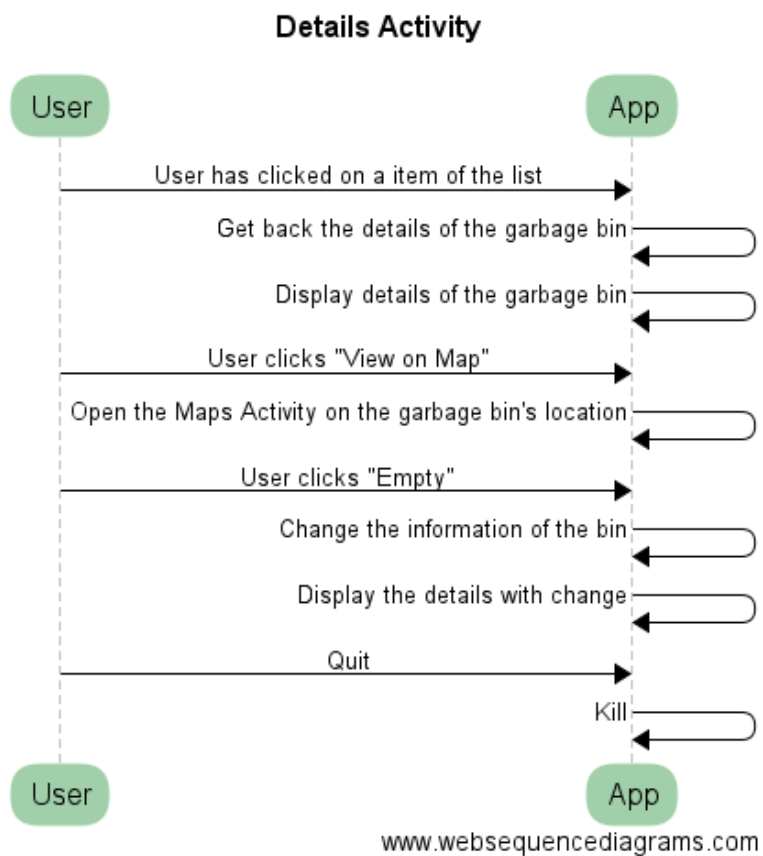 Details Activity
User
App
User has clicked on a item of the list
Get back the details of the garbage bin
Display details of the garbage bin
User clicks "View on Map"
Open the Maps Activity on the garbage bin's location
User clicks "Empty"
Change the information of the bin
Display the details with change
Quit
Kill
User
App
www.websequencediagrams.com